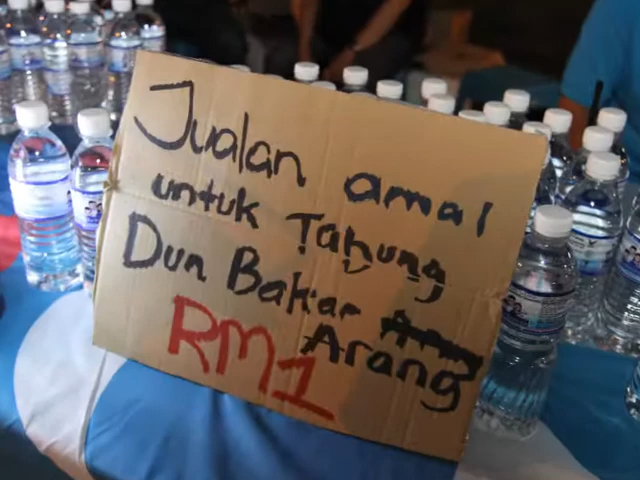 Jualan amal
untuk Tabung
Dun Bakar
Arang
RM1